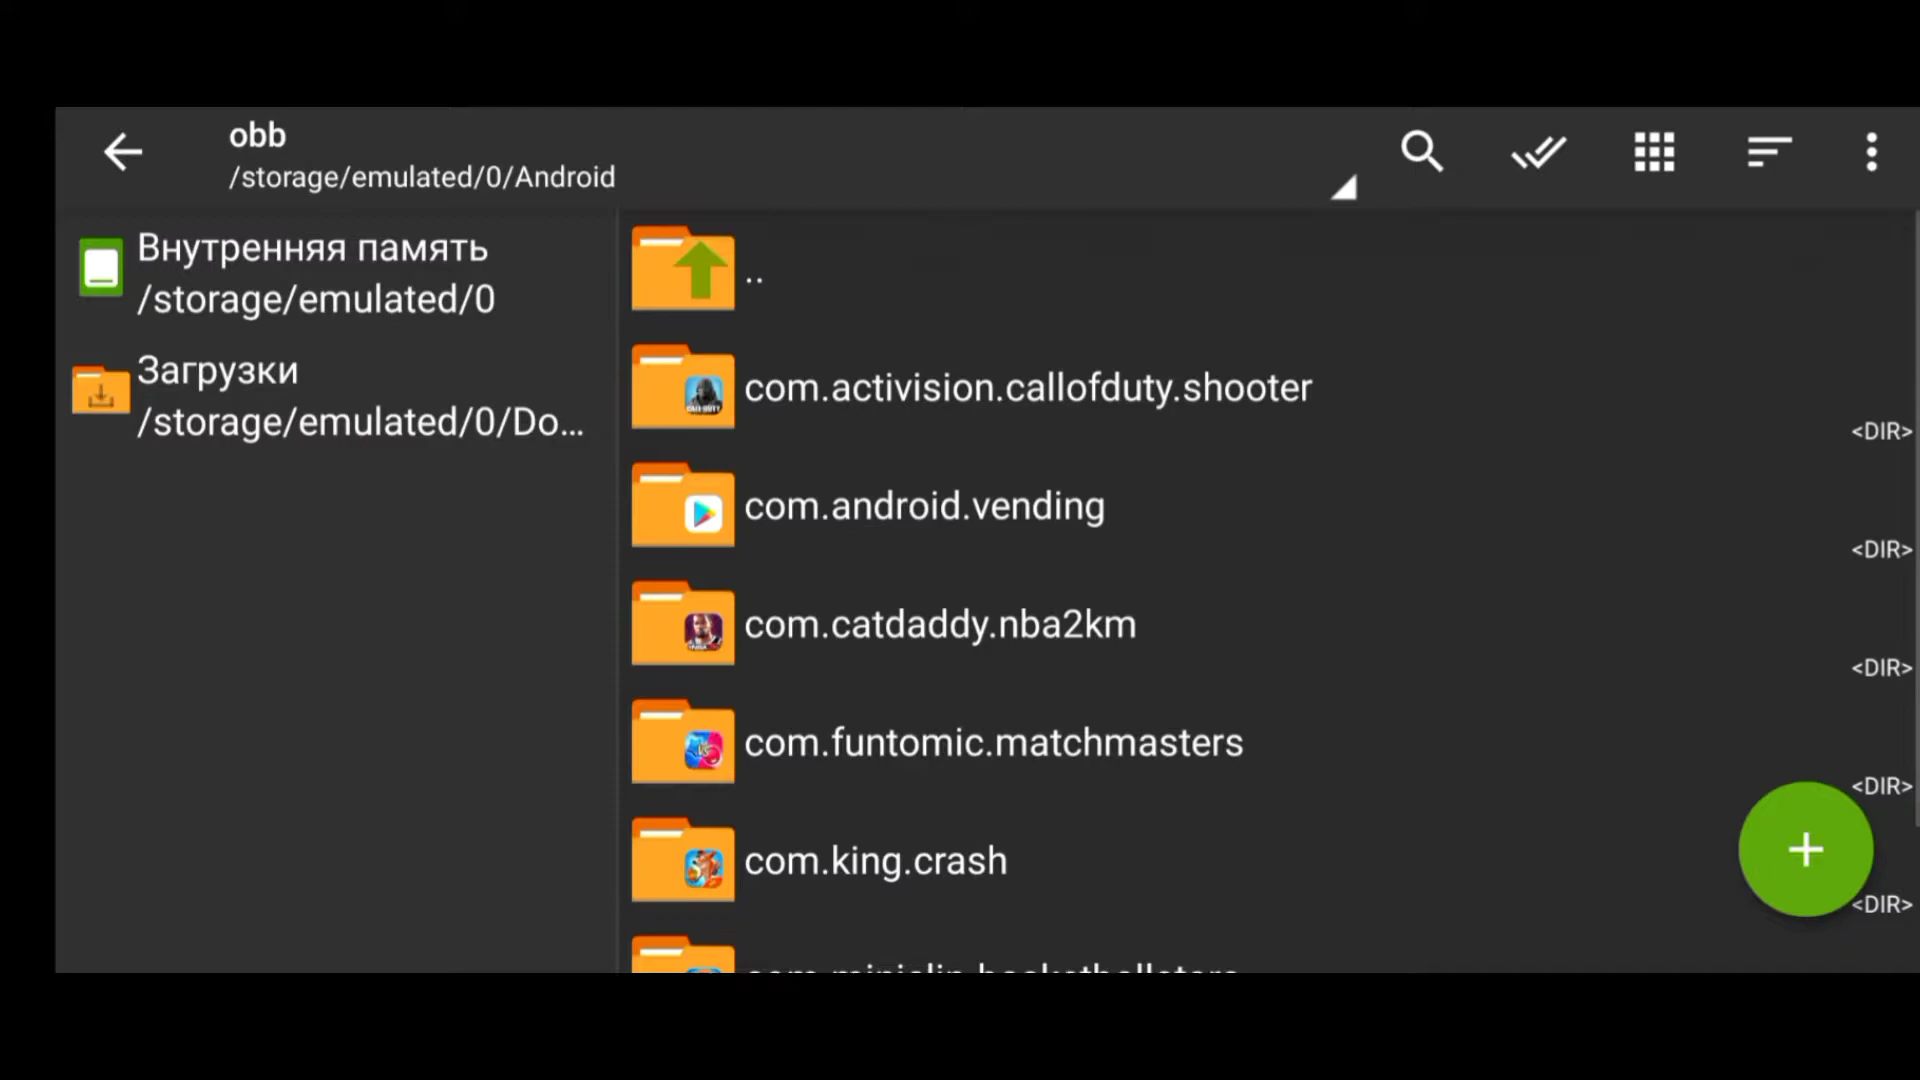 obb
/storage/emulated/0/Android
Внутренняя память
/storage/emulated/0
Загрузки
/storage/emulated/0/Do...
..
com.activision.callofduty.shooter
<DIR>
com.android.vending
<DIR>
com.catdaddy.nba2km
<DIR>
com.funtomic.matchmasters
<DIR>
com.king.crash
<DIR>